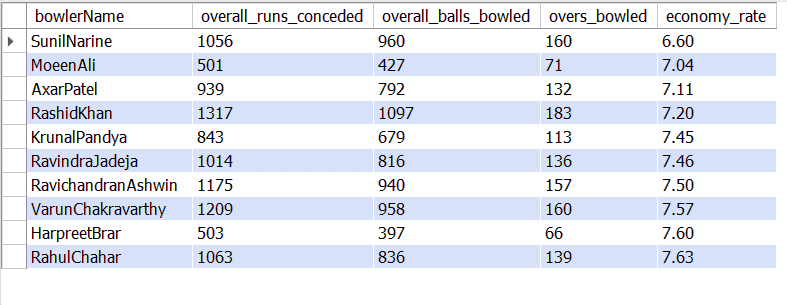 bowlerName overall_runs_conceded overall_balls_bowled overs_bowled economy_rate
SunilNarine 1056 960 160 6.60
MoeenAli 501 427 71 7.04
AxarPatel 939 792 132 7.11
RashidKhan 1317 1097 183 7.20
KrunalPandya 843 679 113 7.45
RavindraJadeja 1014 816 136 7.46
RavichandranAshwin 1175 940 157 7.50
VarunChakravarthy 1209 958 160 7.57
HarpreetBrar 503 397 66 7.60
RahulChahar 1063 836 139 7.63